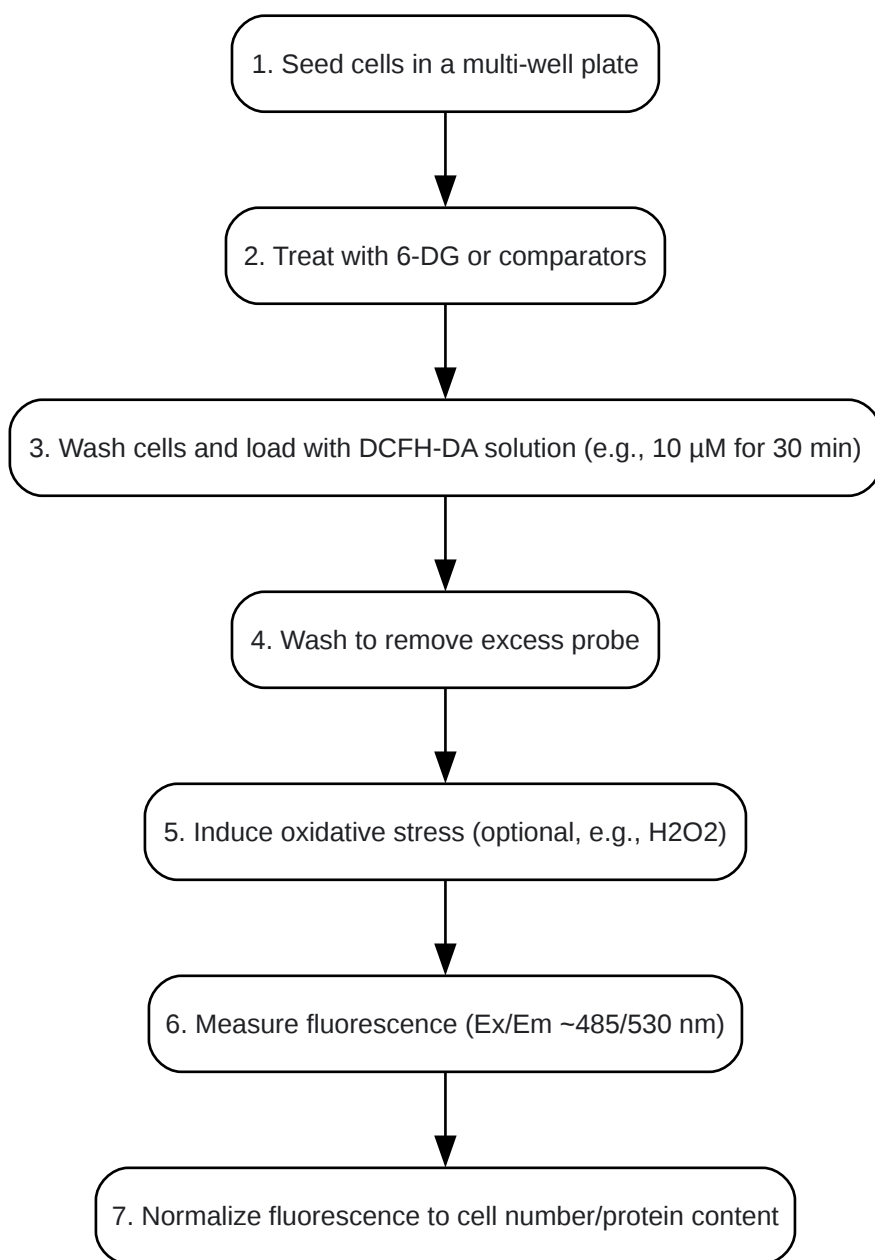 1. Seed cells in a multi-well plate
2. Treat with 6-DG or comparators
3. Wash cells and load with DCFH-DA solution (e.g., 10 µM for 30 min)
4. Wash to remove excess probe
5. Induce oxidative stress (optional, e.g., H2O2)
6. Measure fluorescence (Ex/Em ~485/530 nm)
7. Normalize fluorescence to cell number/protein content